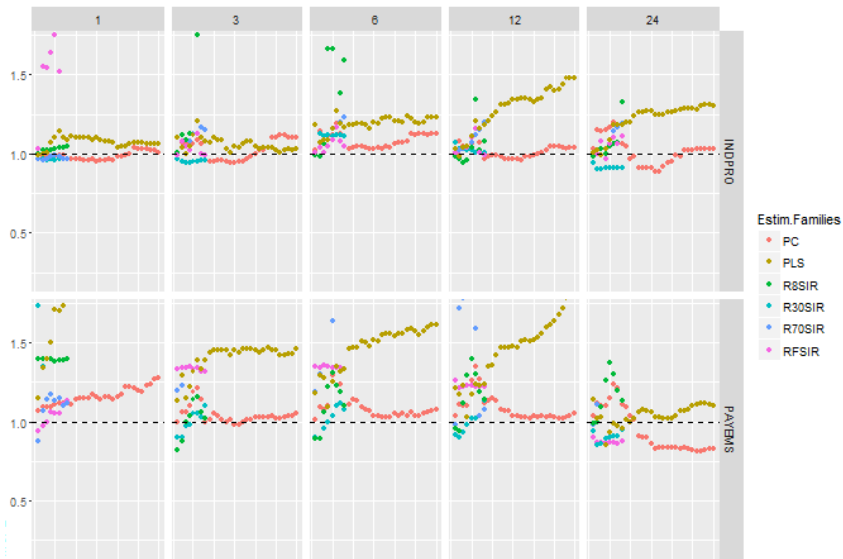 1 3 6 12 24
1.5
1.0
0.5
INDPRO
1.5
1.0
0.5
PAYEMS
Estim.Families
PC
PLS
R8SIR
R30SIR
R70SIR
RFSIR